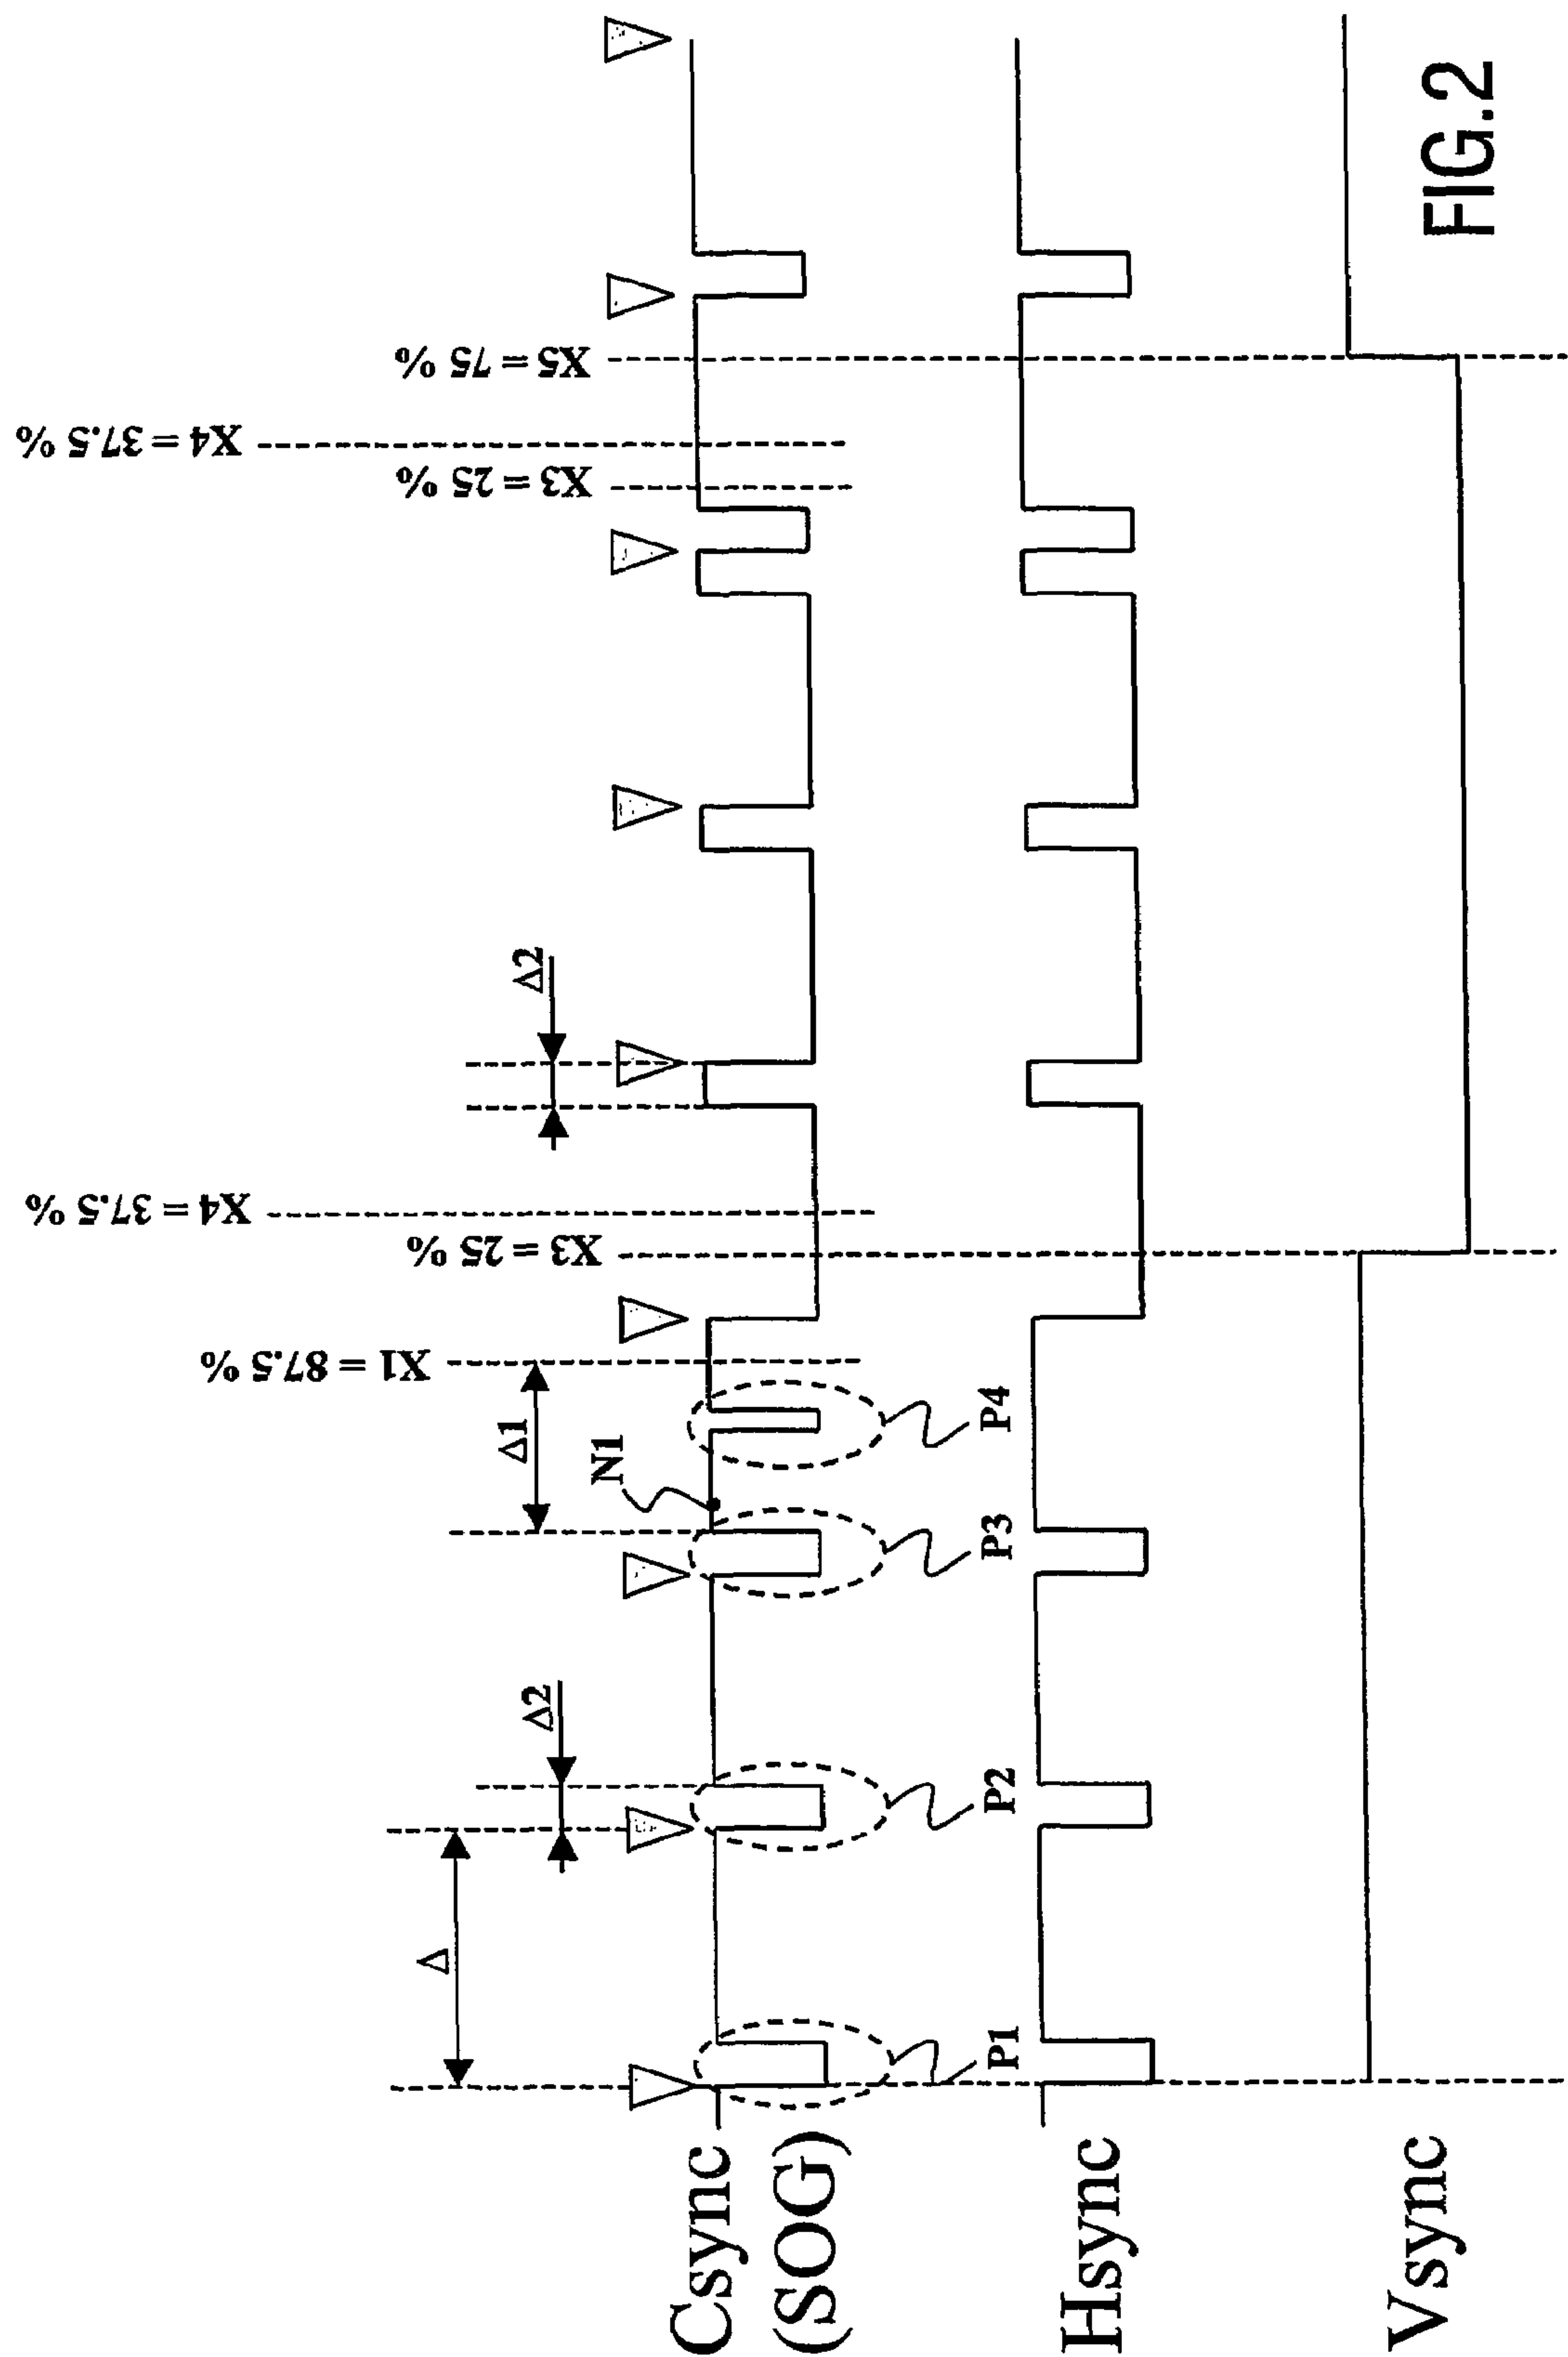 Csync
(SOG)
Hsync
Vsync
Δ
Δ2
Δ1
N1
X1 = 87.5 %
X3 = 25 %
X4 = 37.5 %
Δ2
X3 = 25 %
X4 = 37.5 %
X5 = 75 %
P1
P2
P3
P4
FIG.2